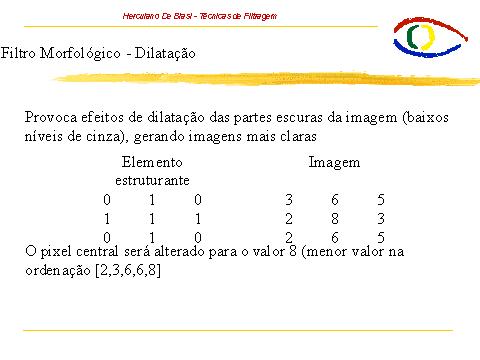 Herculano De Biasi - Técnicas de Filtragem
Filtro Morfológico - Dilatação
Provoca efeitos de dilatação das partes escuras da imagem (baixos
níveis de cinza), gerando imagens mais claras
Elemento Imagem
estruturante
0 1 0 3 6 5
1 1 1 2 8 3
0 1 0 2 6 5
O pixel central será alterado para o valor 8 (menor valor na
ordenação [2,3,6,6,8]